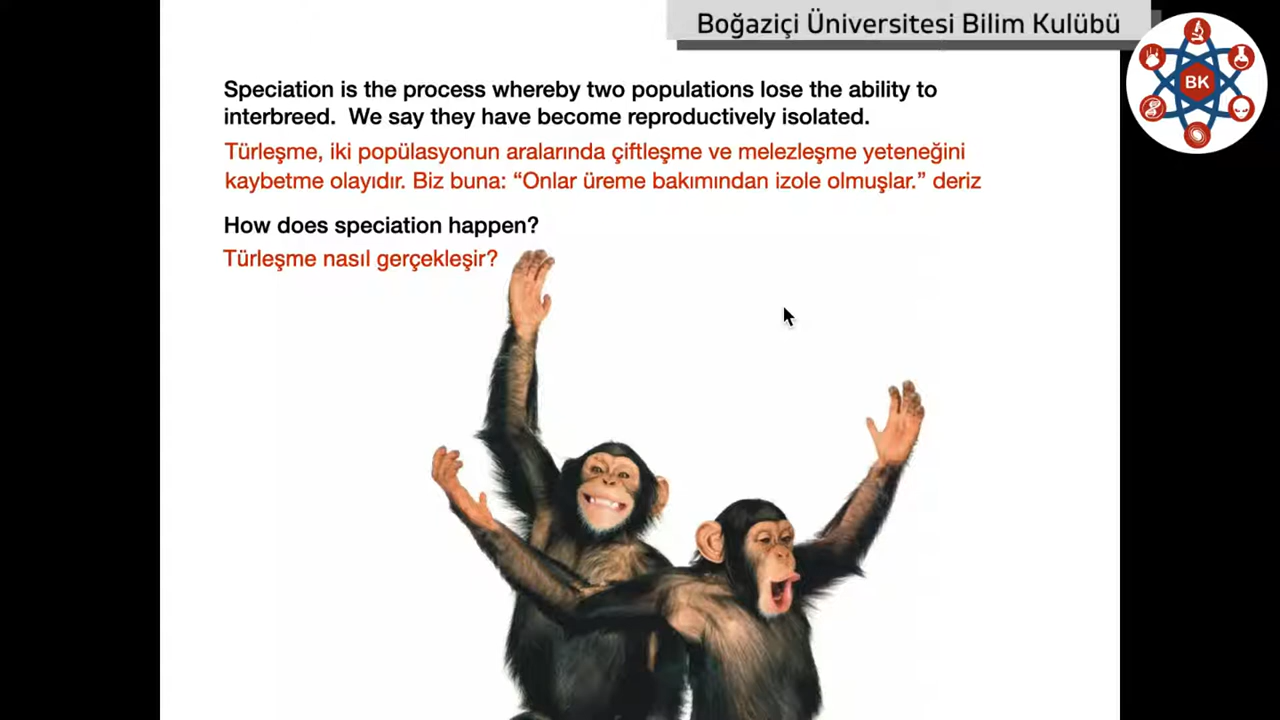 Boğaziçi Üniversitesi Bilim Kulübü
BK
Speciation is the process whereby two populations lose the ability to
interbreed. We say they have become reproductively isolated.
Türleşme, iki popülasyonun aralarında çiftleşme ve melezleşme yeteneğini
kaybetme olayıdır. Biz buna: “Onlar üreme bakımından izole olmuşlar.” deriz
How does speciation happen?
Türleşme nasıl gerçekleşir?